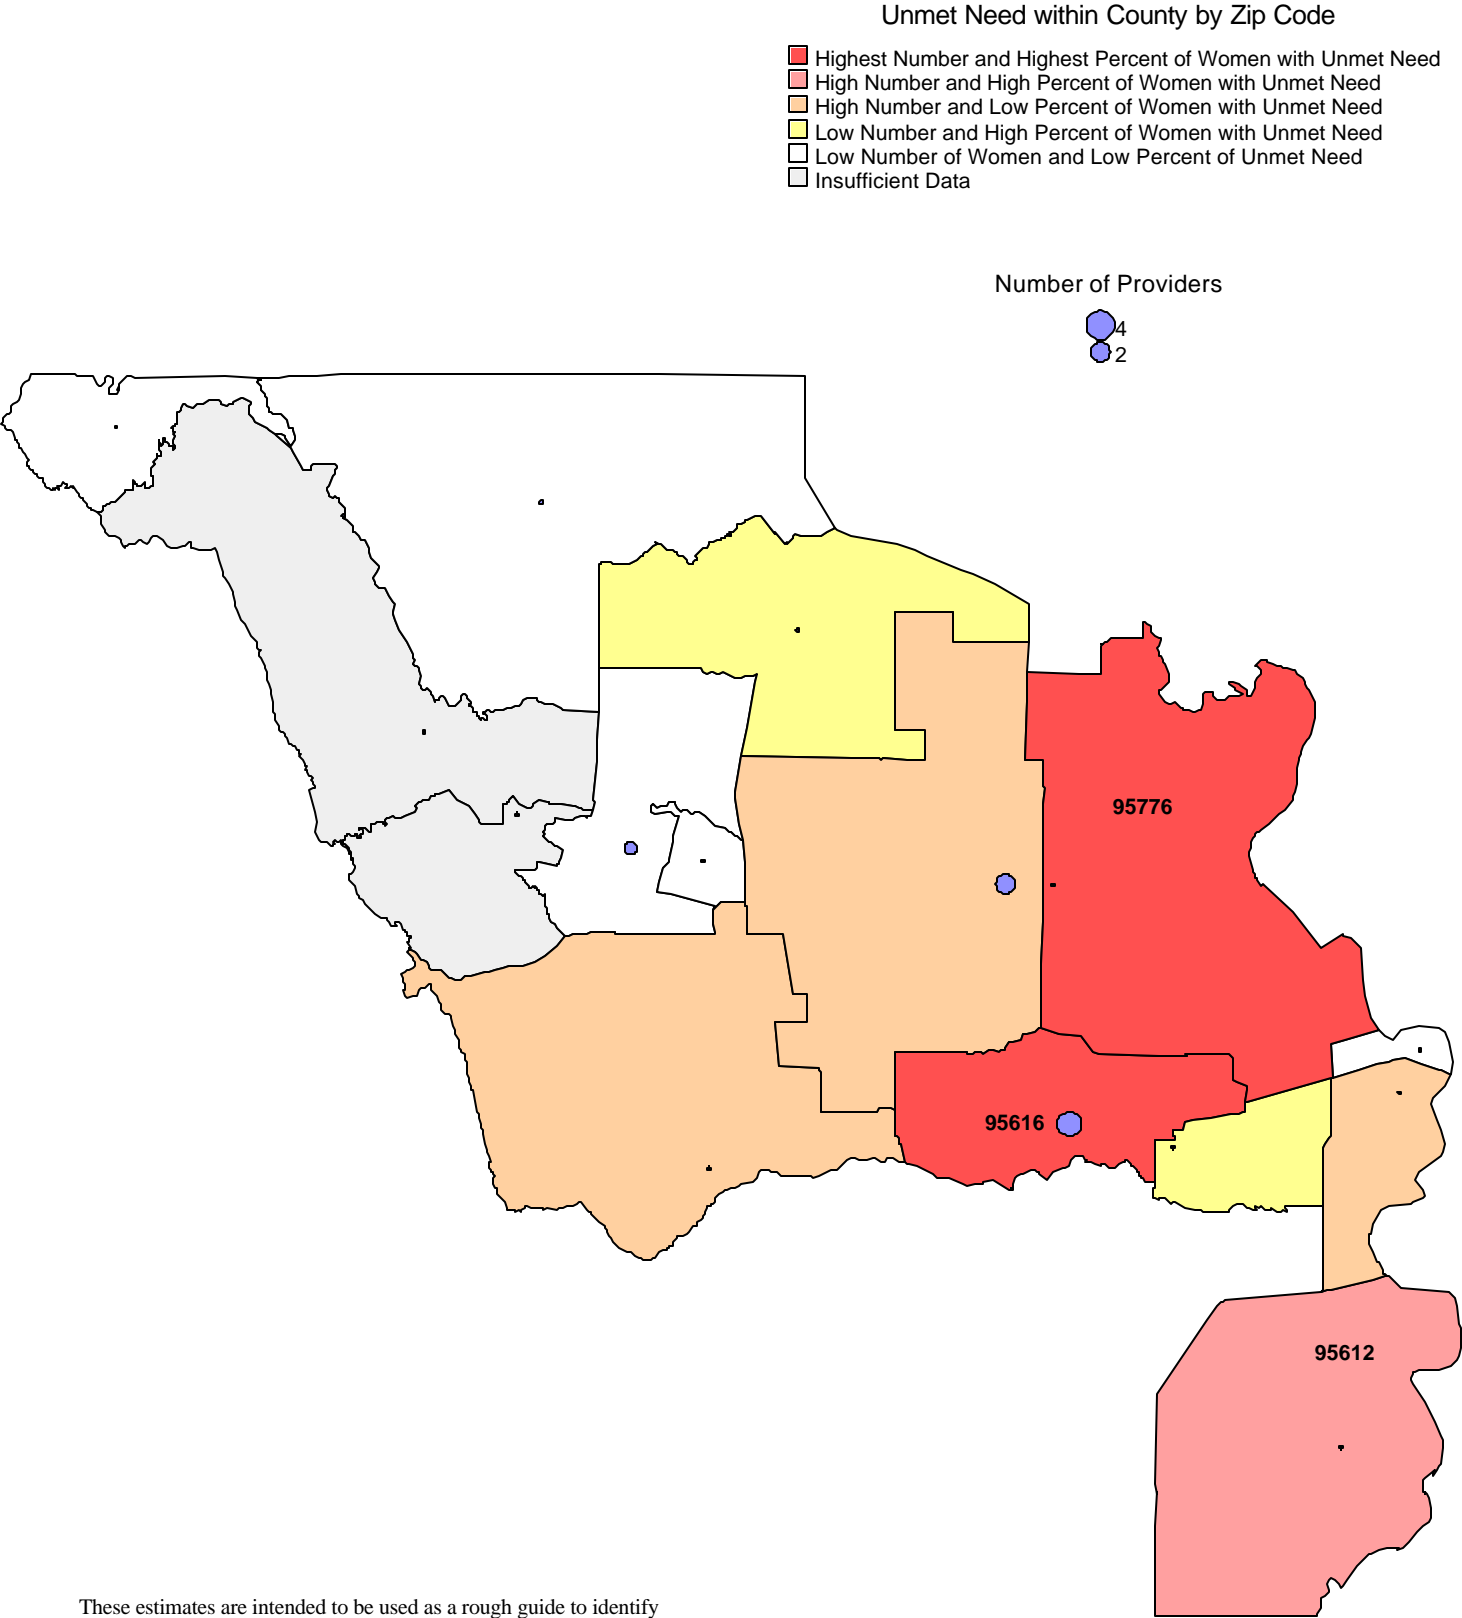 Unmet Need within County by Zip Code
Highest Number and Highest Percent of Women with Unmet Need
High Number and High Percent of Women with Unmet Need
High Number and Low Percent of Women with Unmet Need
Low Number and High Percent of Women with Unmet Need
Low Number of Women and Low Percent of Unmet Need
Insufficient Data
Number of Providers
4
2
95776
95616
95612
These estimates are intended to be used as a rough guide to identify